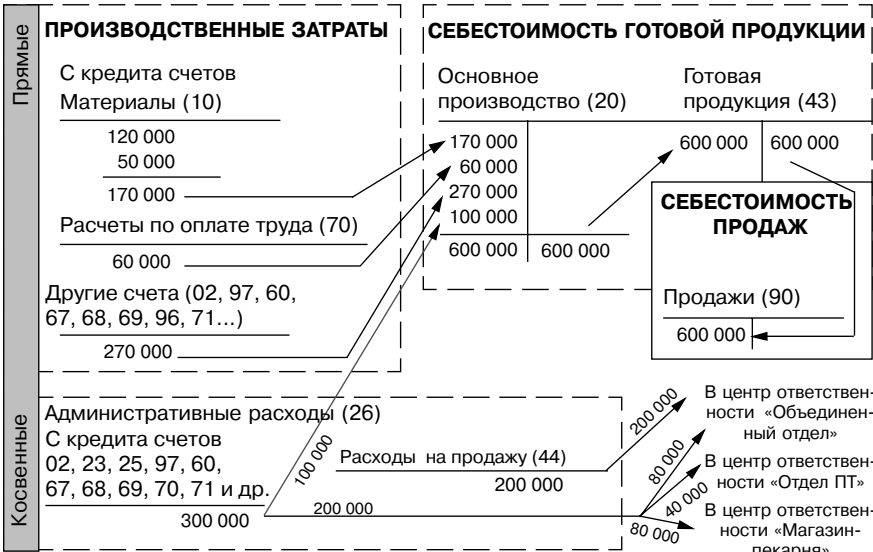 Прямые
ПРОИЗВОДСТВЕННЫЕ ЗАТРАТЫ
С кредита счетов
Материалы (10)
120 000
50 000
170 000
Расчеты по оплате труда (70)
60 000
Другие счета (02, 97, 60,
67, 68, 69, 96, 71...)
270 000
СЕБЕСТОИМОСТЬ ГОТОВОЙ ПРОДУКЦИИ
Основное
производство (20)
170 000
60 000
270 000
100 000
600 000 600 000
Готовая
продукция (43)
600 000 600 000
СЕБЕСТОИМОСТЬ
ПРОДАЖ
Продажи (90)
600 000
Косвенные
Административные расходы (26)
С кредита счетов
02, 23, 25, 97, 60,
67, 68, 69, 70, 71 и др.
300 000
100 000
200 000
Расходы на продажу (44)
200 000
200 000
80 000
40 000
80 000
В центр ответствен-
ности «Объединен-
ный отдел»
В центр ответствен-
ности «Отдел ПТ»
В центр ответствен-
ности «Магазин-
пекарня»